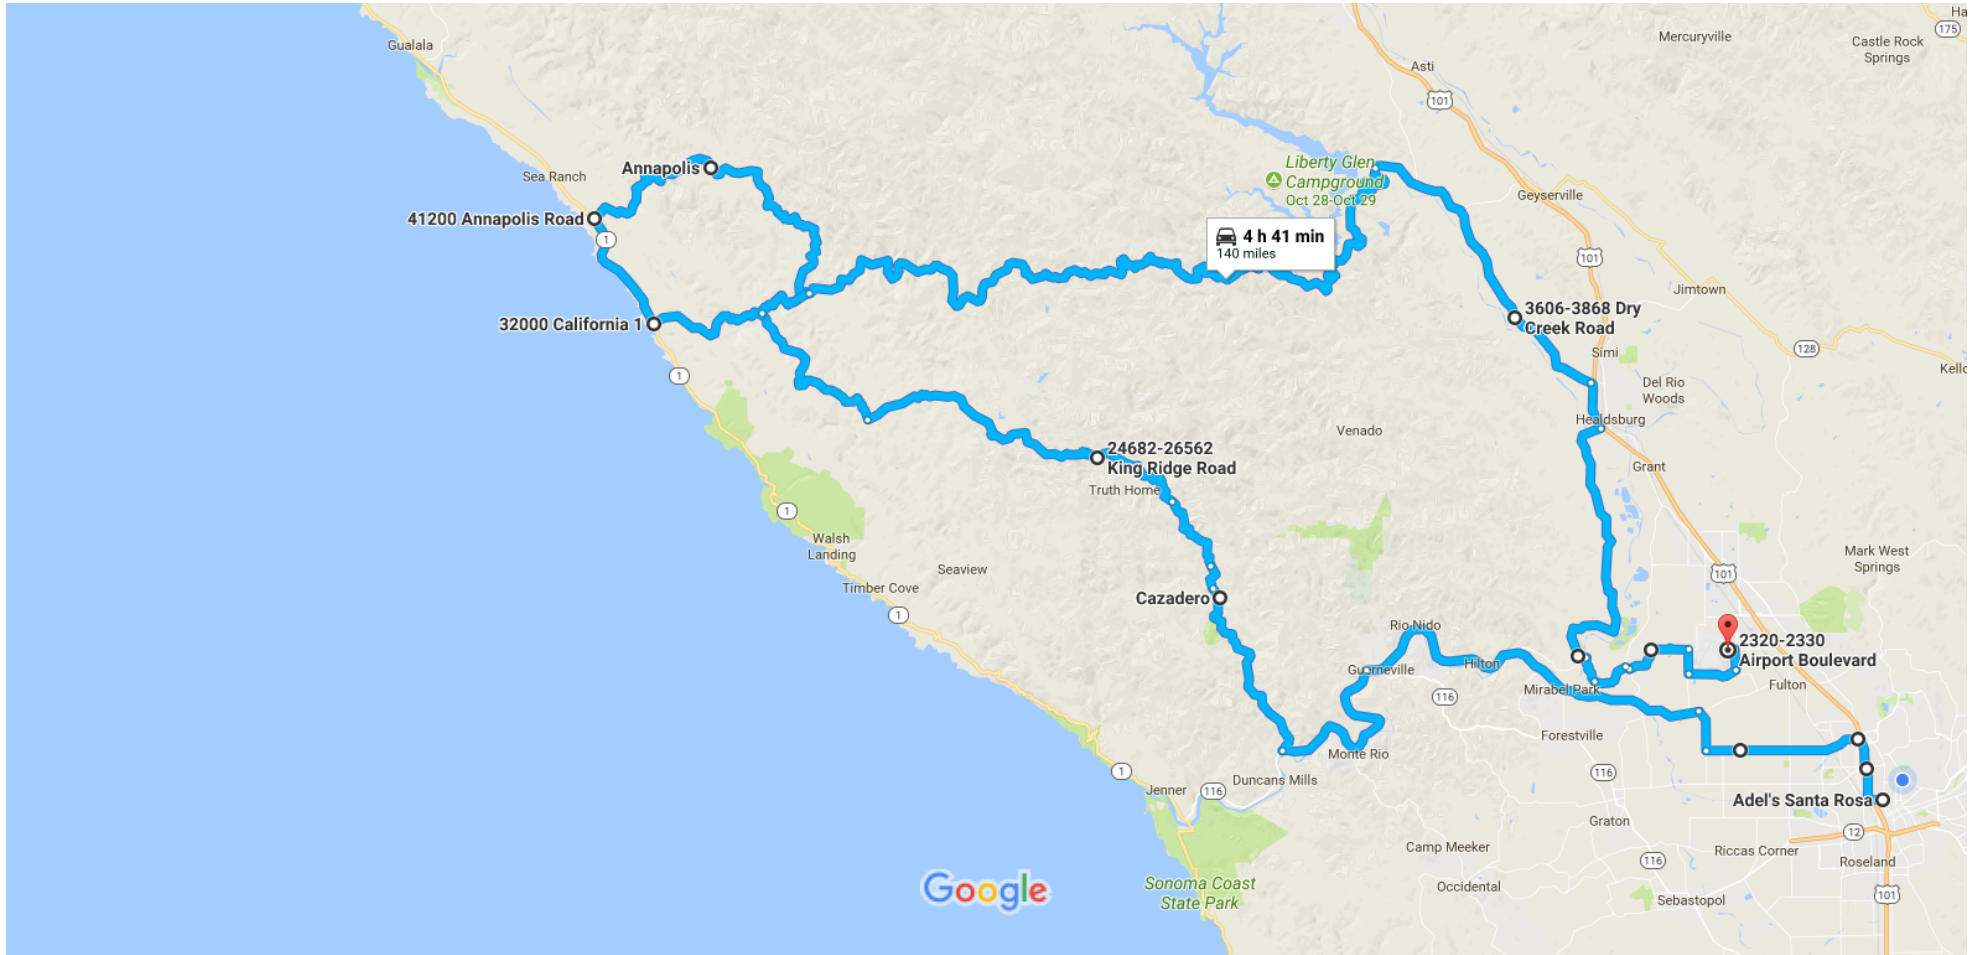 Gualala
Mercuryville
Ha
175
Castle Rock
Springs
Asti
101
Annapolis
Sea Ranch
Liberty Glen
Campground
Oct 28-Oct 29
Geyserville
41200 Annapolis Road
1
4 h 41 min
140 miles
101
Jimtown
32000 California 1
3606-3868 Dry
Creek Road
Simi
128
Kello
1
Del Rio
Woods
Healdsburg
Venado
24682-26562
King Ridge Road
Truth Home
Grant
1
Walsh
Landing
Seaview
Timber Cove
1
Mark West
Springs
101
Cazadero
Rio Nido
2320-2330
Airport Boulevard
Guerneville
Hilton
116
Mirabel Park
Fulton
Forestville
Monte Rio
1
Duncans Mills
Jenner
116
116
Adel's Santa Rosa
Graton
12
Camp Meeker
116
Riccas Corner
Roseland
Occidental
101
Sebastopol
Google
Sonoma Coast
State Park